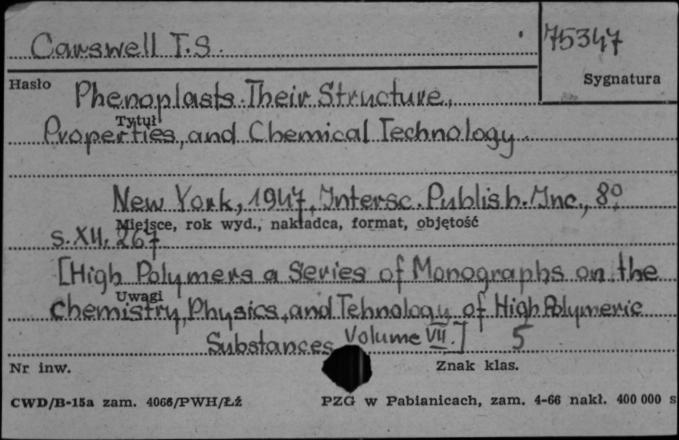 Carswell T.S.
75347
Hasło
Sygnatura
Phenoplasts. Their Structure,
Tytuł
Properties, and Chemical Technology
New York, 1947, Intersc. Publish. Inc., 8º
Miejsce, rok wyd., nakładca, format, objętość
s. XII, 267
[High Polymers a Series of Monographs on the
Uwagi
Chemistry, Physics, and Tehnology of High Polymeric
Substances Volume VII.] 5
Nr inw.
Znak klas.
CWD/B-15a zam. 4066/PWH/Łź
PZG w Pabianicach, zam. 4-66 nakł. 400 000 s